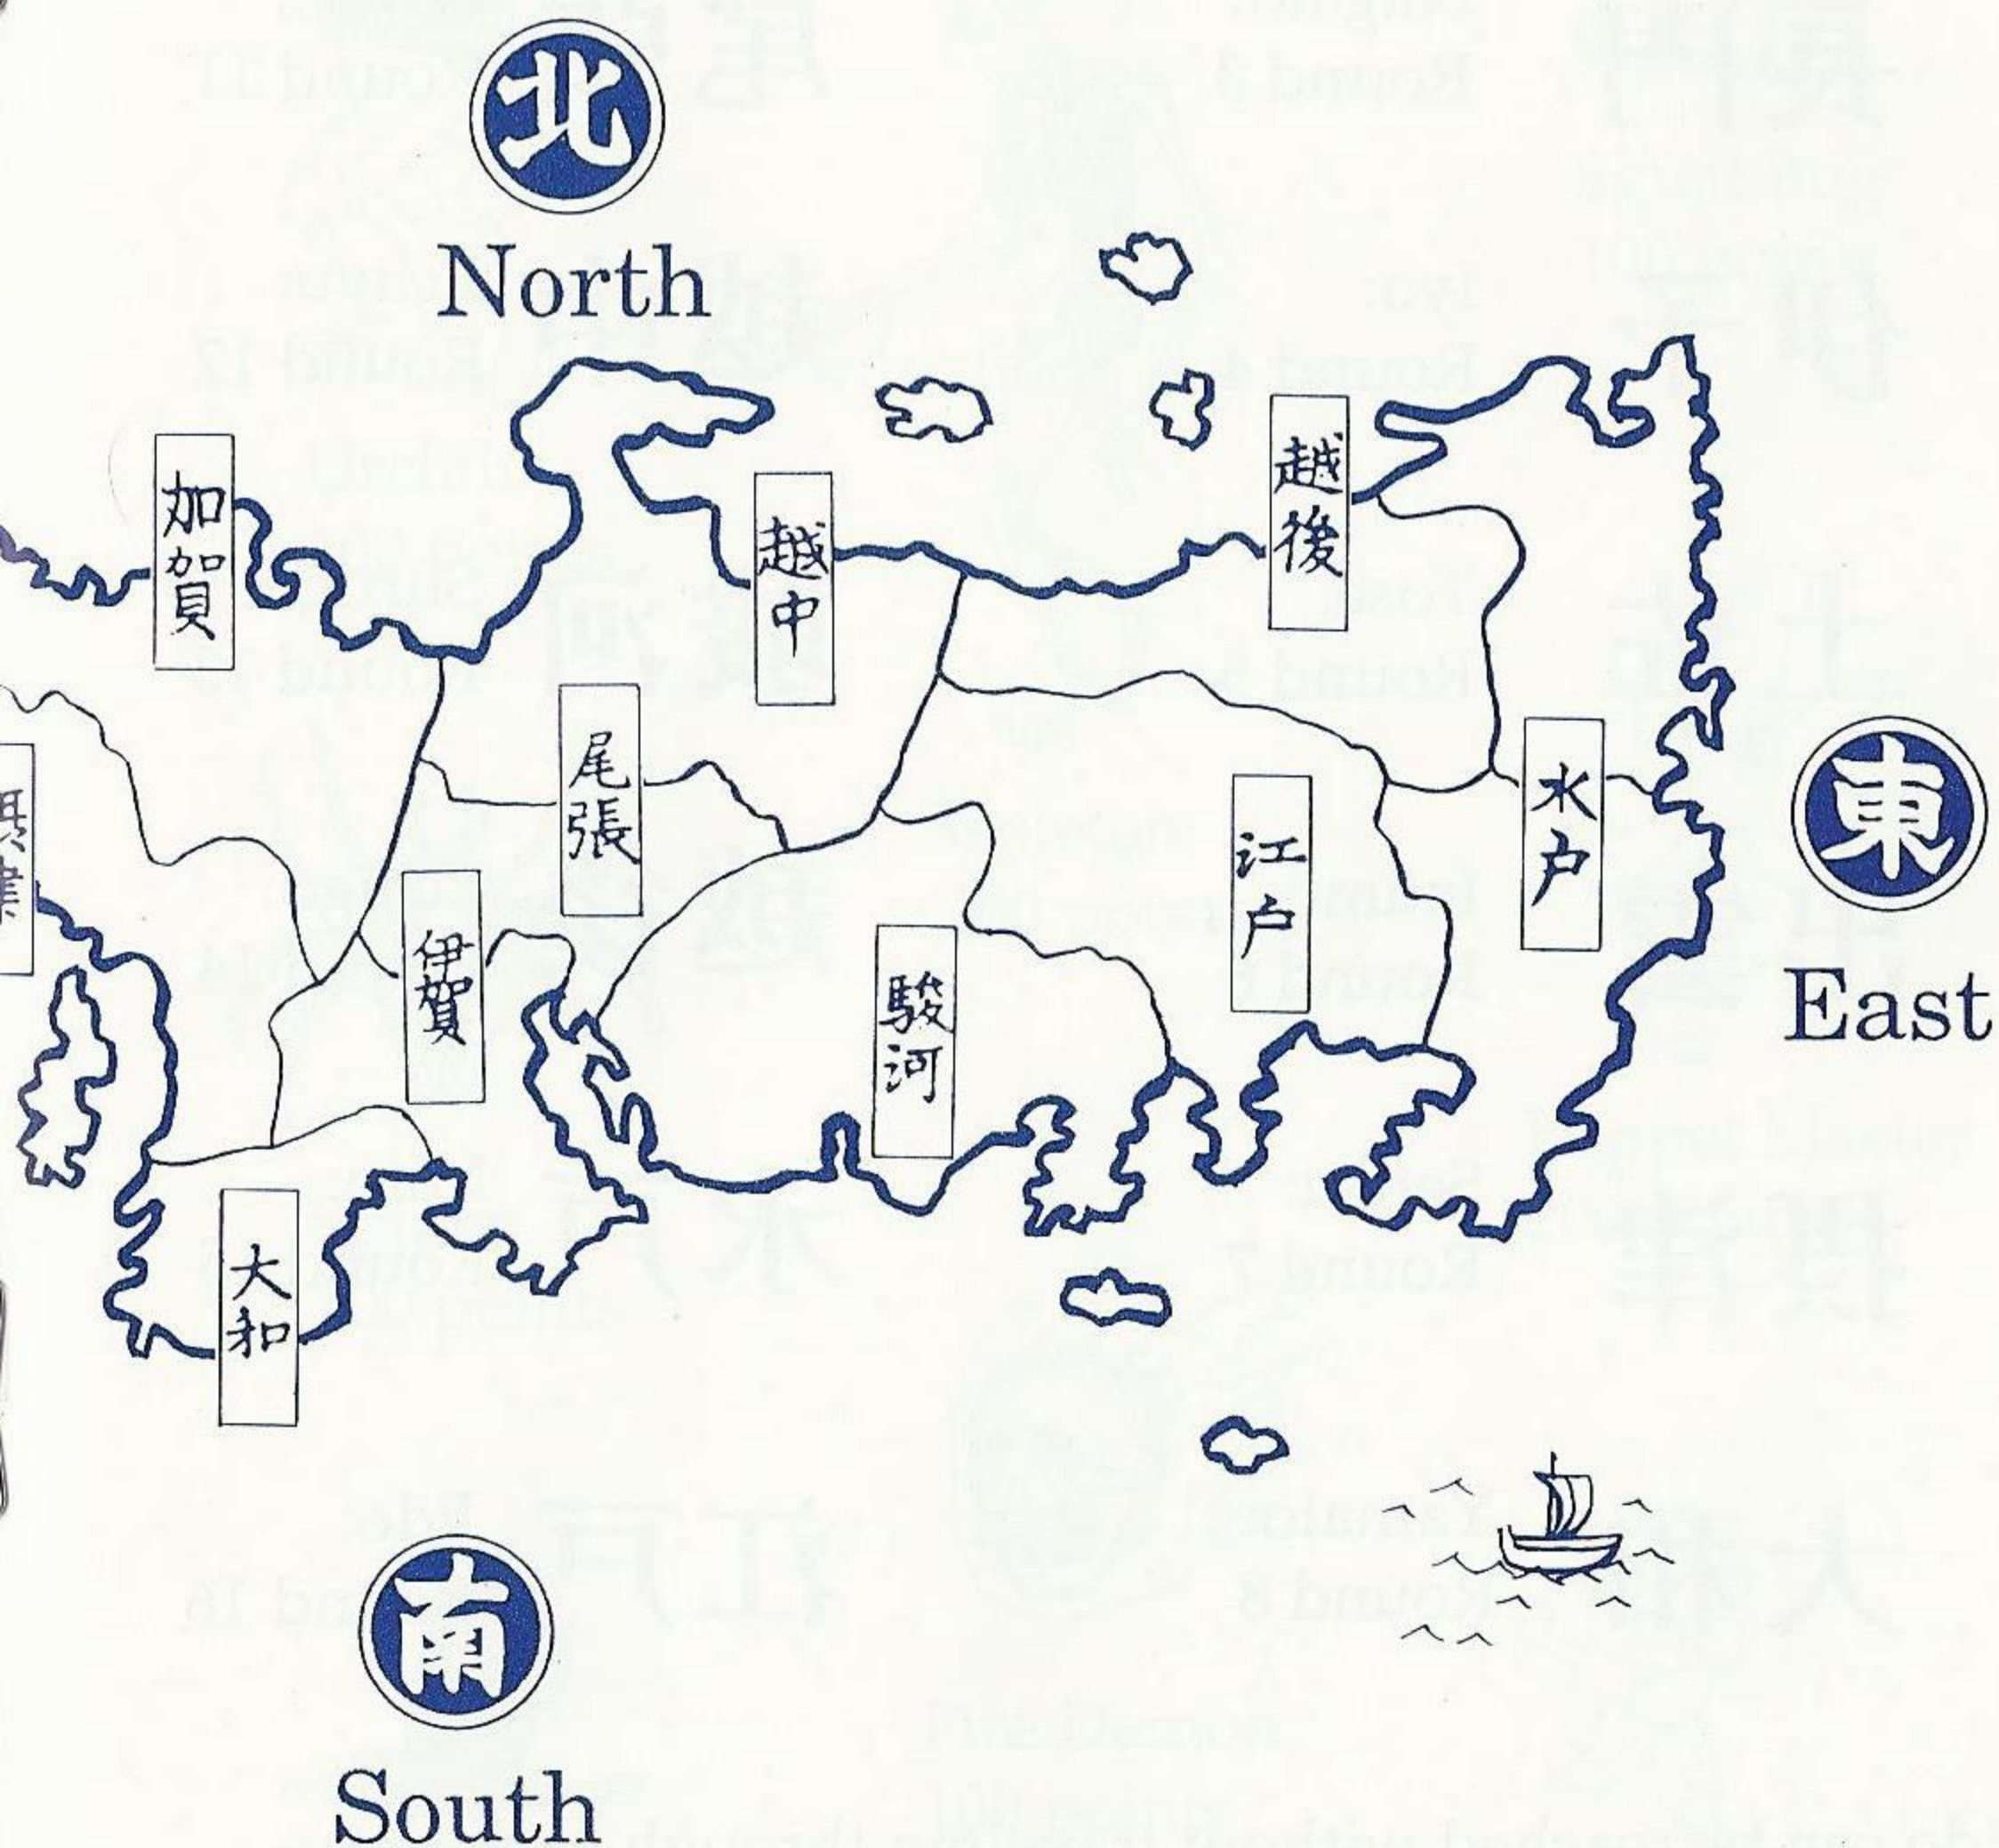 北
North
加賀
越中
越後
尾張
水戸
江戸
東
East
伊賀
駿河
大和
南
South